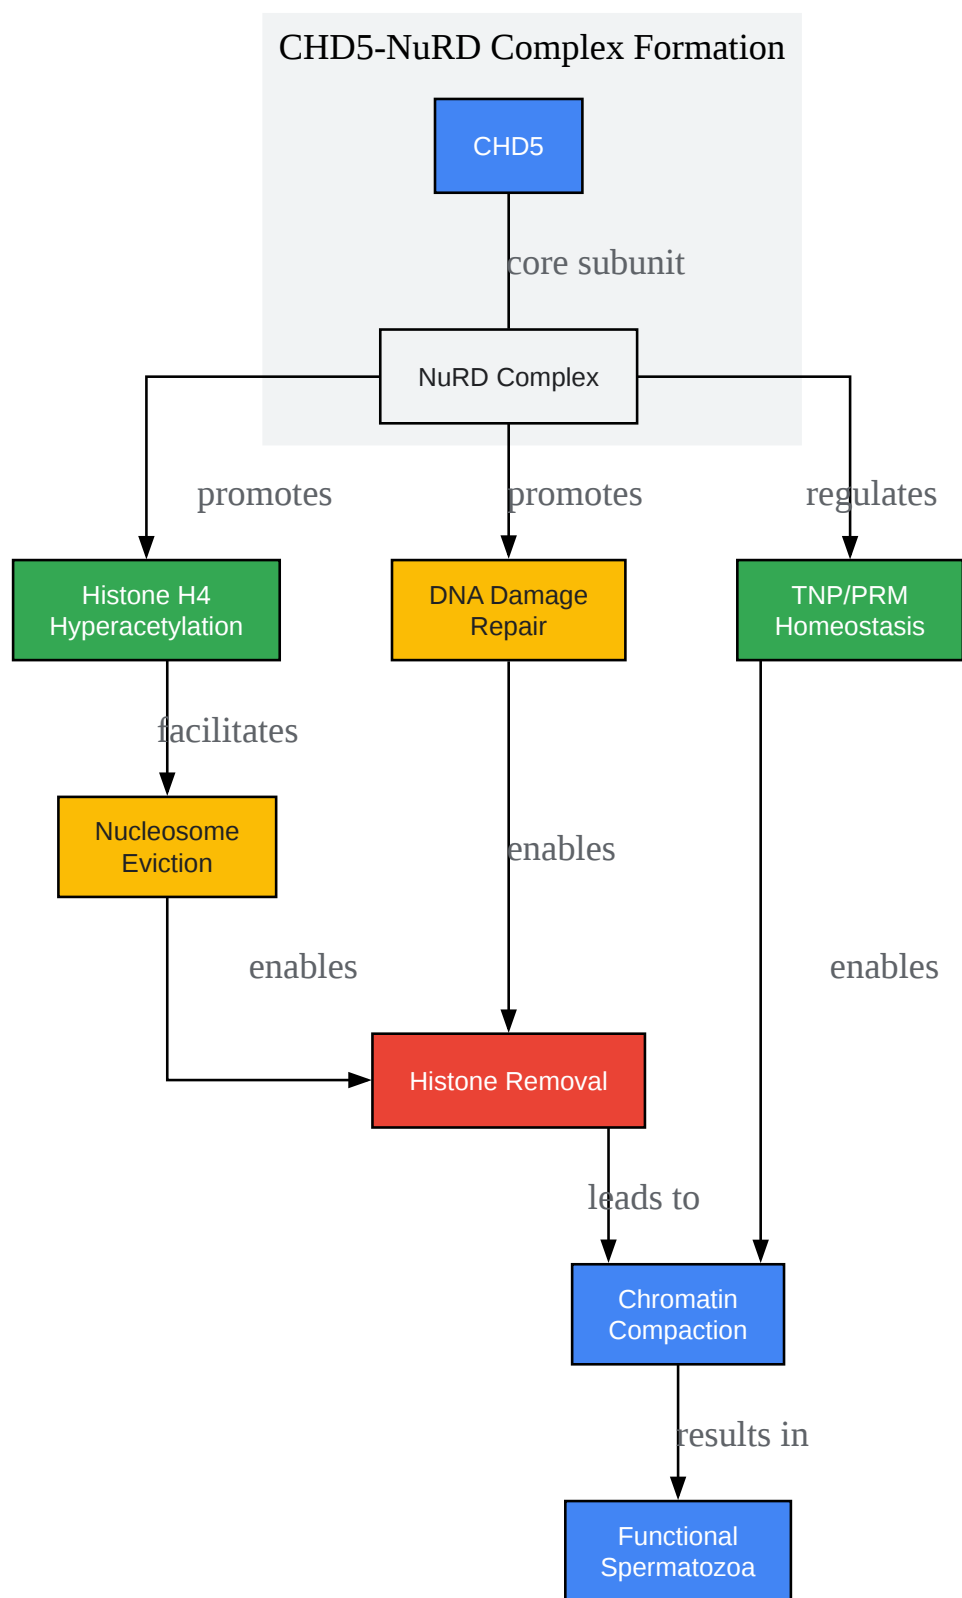 CHD5-NuRD Complex Formation
CHD5
core subunit
NuRD Complex
promotes
promotes
regulates
Histone H4
Hyperacetylation
DNA Damage
Repair
TNP/PRM
Homeostasis
facilitates
Nucleosome
Eviction
enables
enables
enables
Histone Removal
leads to
Chromatin
Compaction
results in
Functional
Spermatozoa